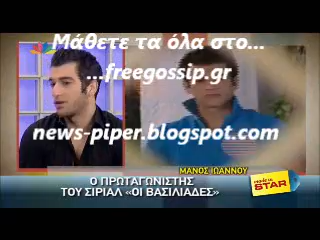 Μάθετε τα όλα στο...
...freegossip.gr
news-piper.blogspot.com
ΜΑΝΟΣ ΙΩΑΝΝΟΥ
Ο ΠΡΩΤΑΓΩΝΙΣΤΗΣ
ΤΟΥ ΣΙΡΙΑΛ «ΟΙ ΒΑΣΙΛΙΑΔΕΣ»
STAR